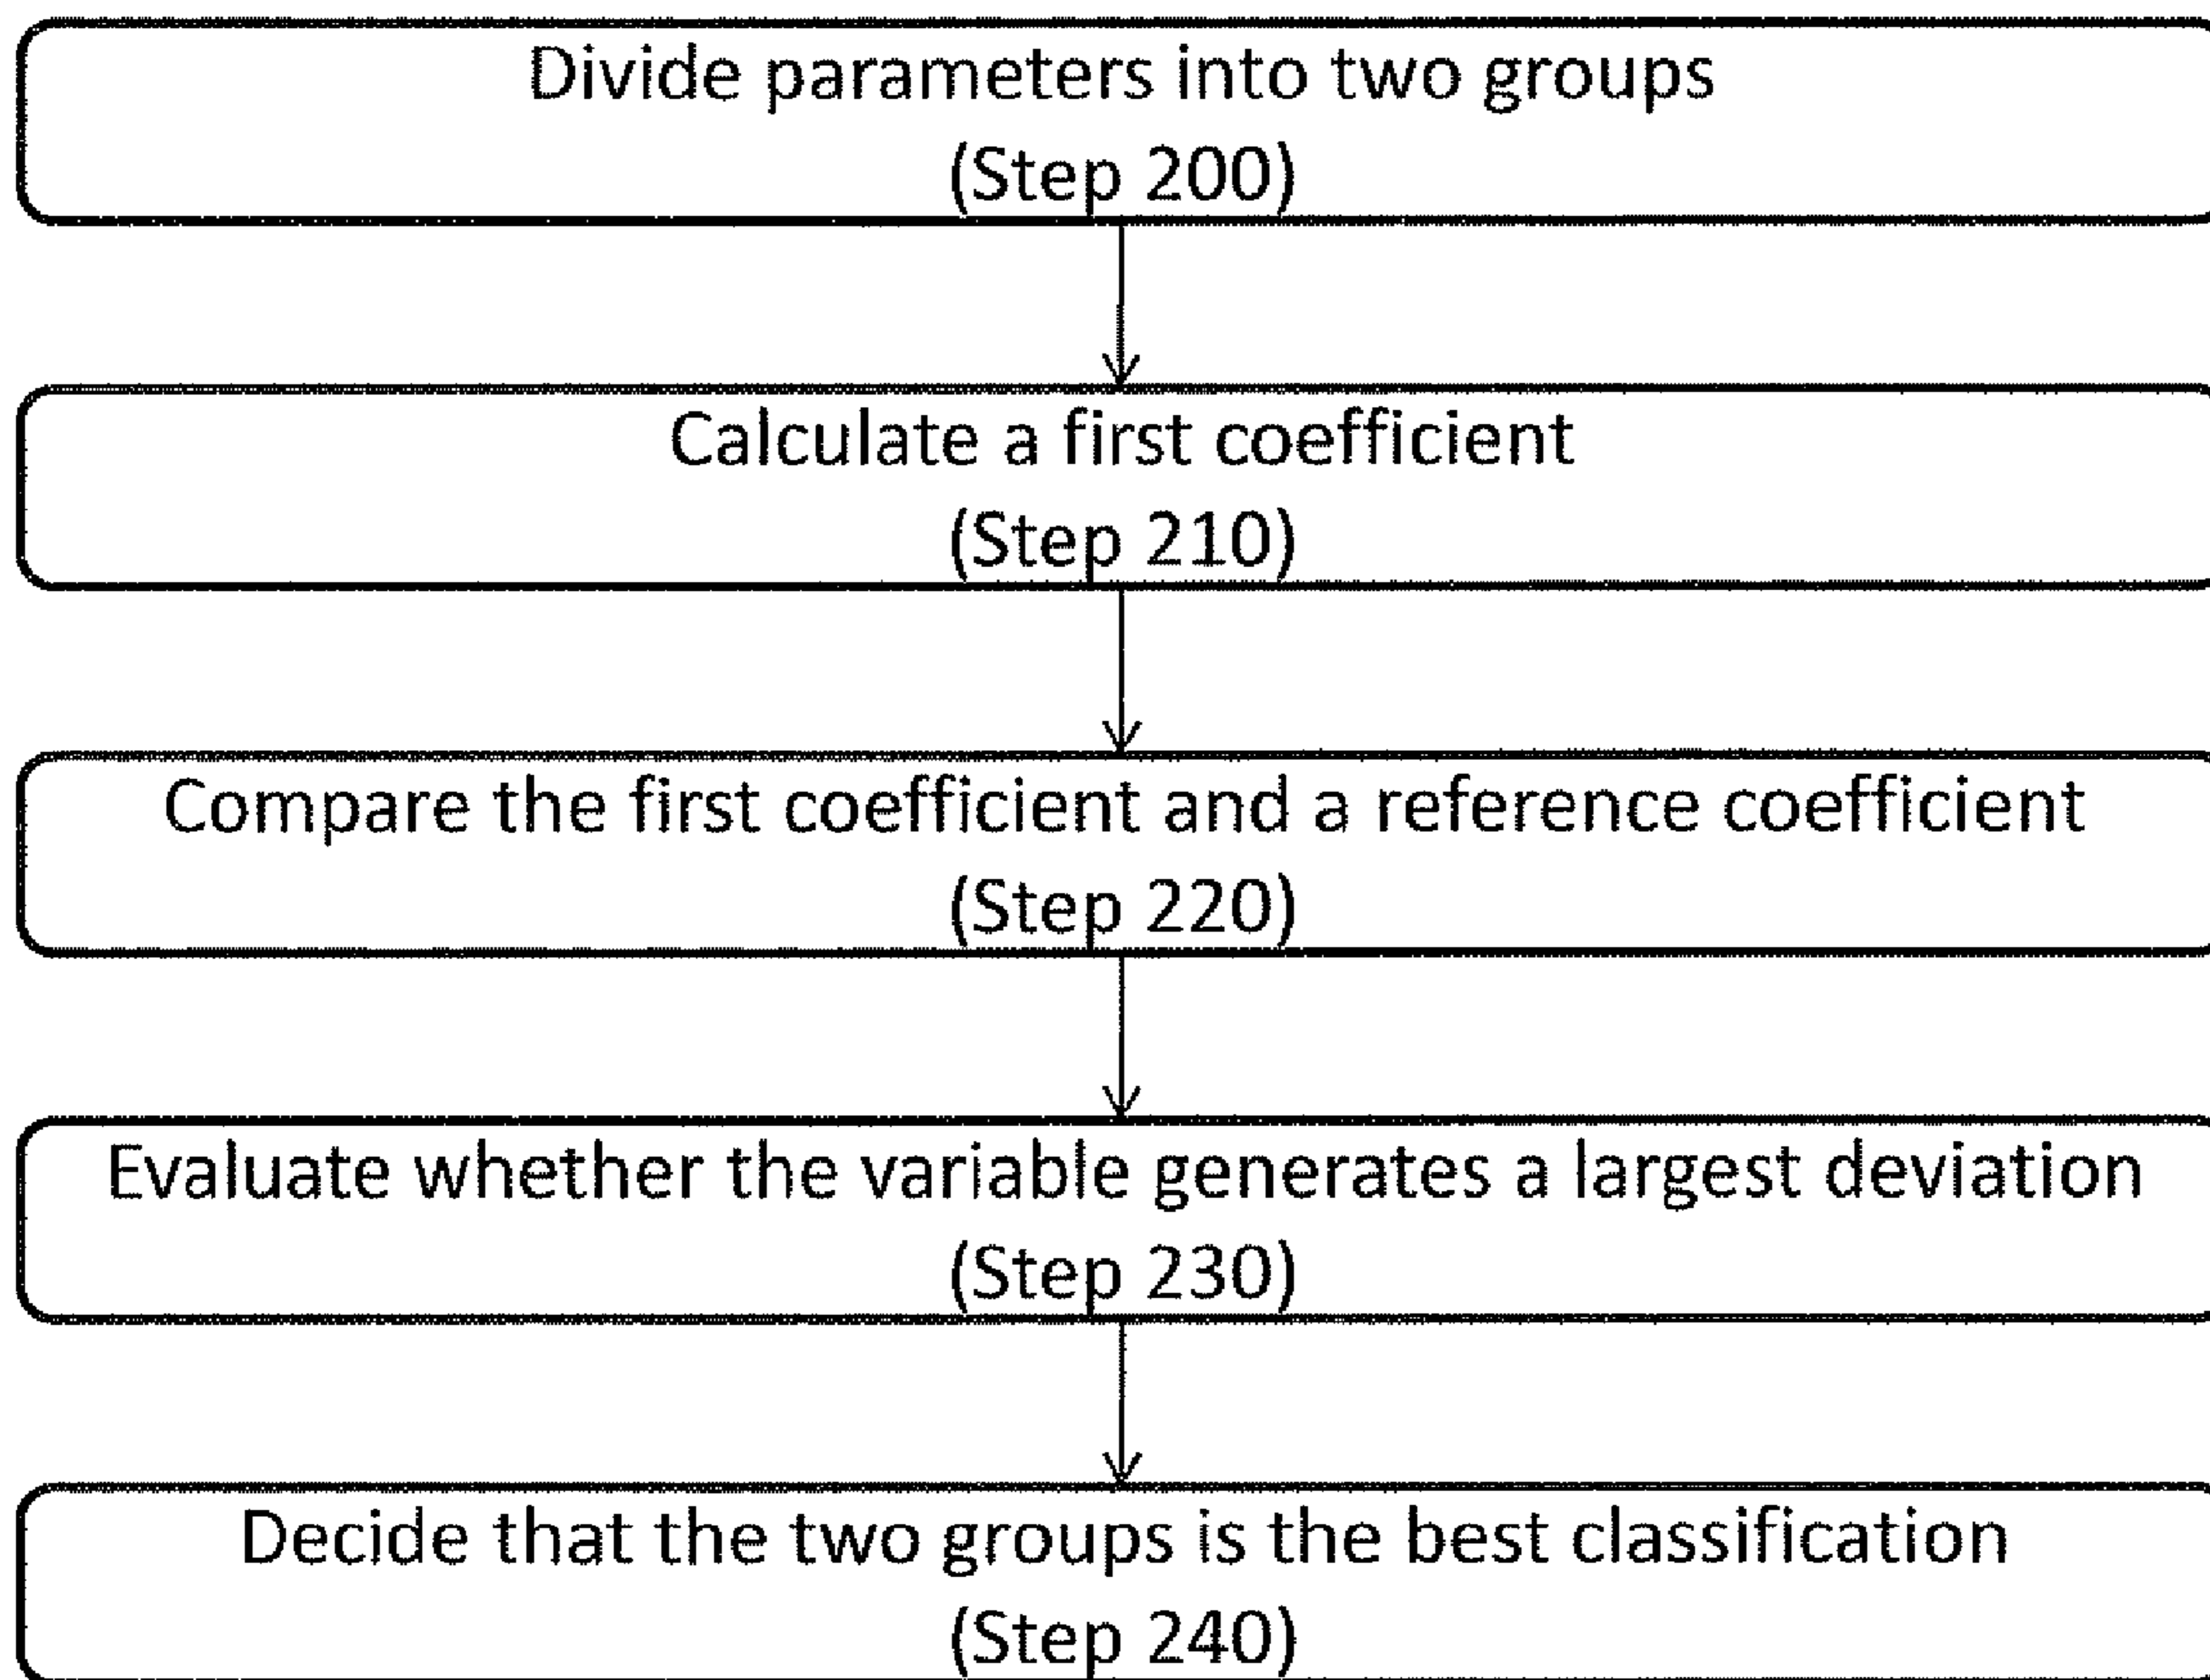 Divide parameters into two groups
(Step 200)
Calculate a first coefficient
(Step 210)
Compare the first coefficient and a reference coefficient
(Step 220)
Evaluate whether the variable generates a largest deviation
(Step 230)
Decide that the two groups is the best classification
(Step 240)